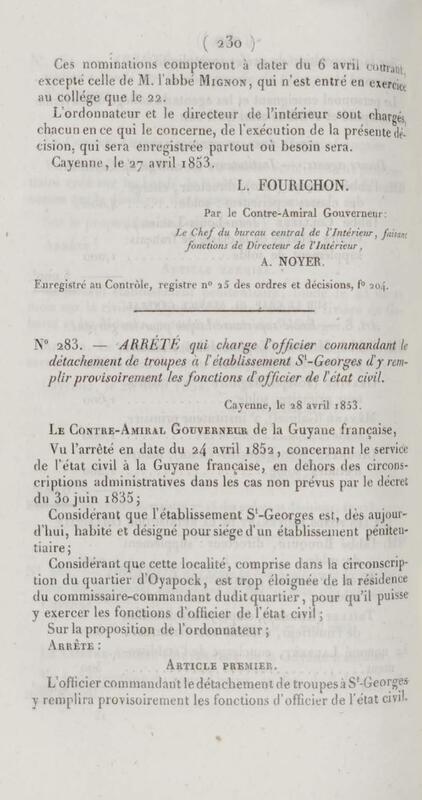 ( 230 )
Ces nominations compteront à dater du 6 avril courant,
excepté celle de M. l'abbé MIGNON, qui n'est entré en exercice
au collége que le 22.
L'ordonnateur et le directeur de l'intérieur sont chargés,
chacun en ce qui le concerne, de l'exécution de la présente dé-
cision, qui sera enregistrée partout où besoin sera.
Cayenne, le 27 avril 1853.
L. FOURICHON.
Par le Contre-Amiral Gouverneur:
Le Chef du bureau central de l'Intérieur, faisant
fonctions de Directeur de l'Intérieur,
A. NOYER.
Enregistré au Contrôle, registre n° 25 des ordres et décisions, f° 204.
N° 283. — ARRÊTÉ qui charge l'officier commandant le
détachement de troupes à l'établissement St-Georges d'y rem-
plir provisoirement les fonctions d'officier de l'état civil.
Cayenne, le 28 avril 1853.
LE CONTRE-AMIRAL GOUVERNEUR de la Guyane française,
Vu l'arrêté en date du 24 avril 1852, concernant le service
de l'état civil à la Guyane française, en dehors des circons-
criptions administratives dans les cas non prévus par le décret
du 30 juin 1835;
Considérant que l'établissement St-Georges est, dès aujour-
d'hui, habité et désigné pour siége d'un établissement péniten-
tiaire;
Considérant que cette localité, comprise dans la circonscrip-
tion du quartier d'Oyapock, est trop éloignée de la résidence
du commissaire-commandant dudit quartier, pour qu'il puisse
y exercer les fonctions d'officier de l'état civil;
Sur la proposition de l'ordonnateur;
ARRÊTE:
ARTICLE PREMIER.
L'officier commandant le détachement de troupes à St-Georges
y remplira provisoirement les fonctions d'officier de l'état civil.